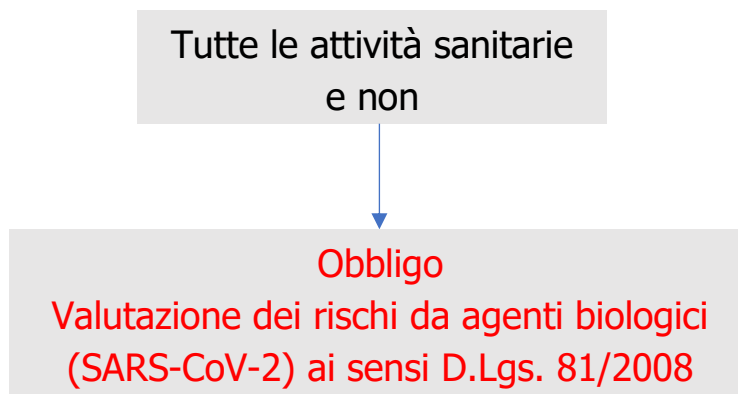 Tutte le attività sanitarie
e non
Obbligo
Valutazione dei rischi da agenti biologici
(SARS-CoV-2) ai sensi D.Lgs. 81/2008